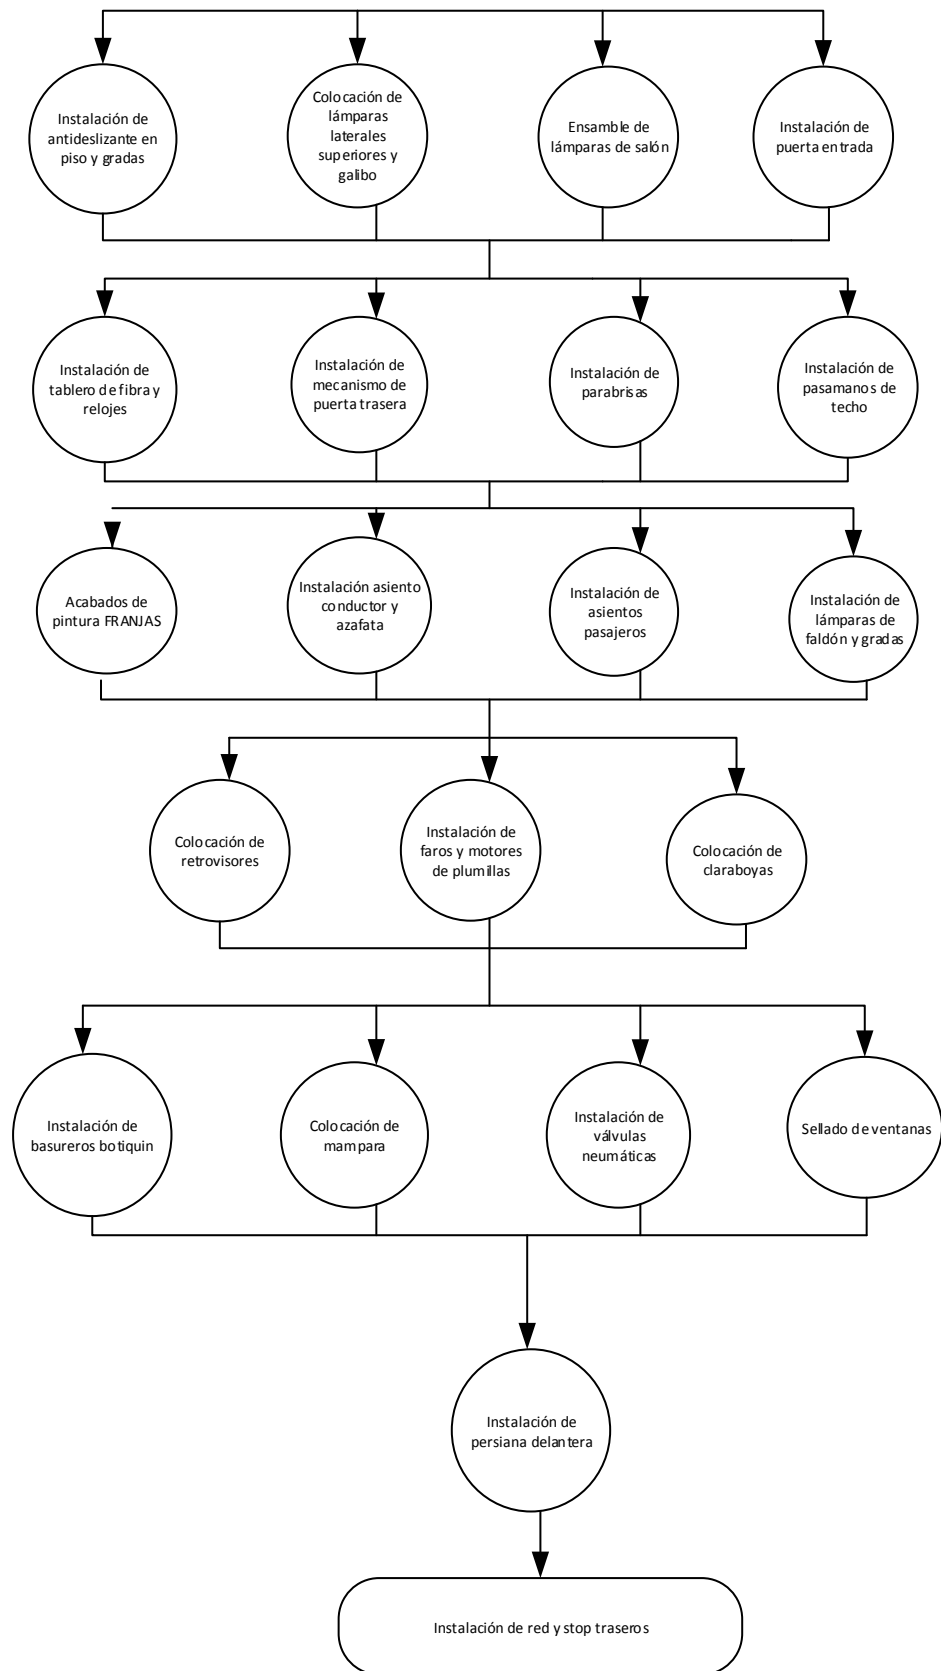 Instalación de
antideslizante en
piso y gradas
Colocación de
lámparas
laterales
superiores y
galibo
Ensamble de
lámparas de salón
Instalación de
puerta entrada
Instalación de
tablero de fibra y
relojes
Instalación de
mecanismo de
puerta trasera
Instalación de
parabrisas
Instalación de
pasamanos de
techo
Acabados de
pintura FRANJAS
Instalación asiento
conductor y
azafata
Instalación de
asientos
pasajeros
Instalación de
lámparas de
faldón y gradas
Colocación de
retrovisores
Instalación de
faros y motores
de plumillas
Colocación de
claraboyas
Instalación de
basureros botiquin
Colocación de
mampara
Instalación de
válvulas
neumáticas
Sellado de ventanas
Instalación de
persiana delantera
Instalación de red y stop traseros